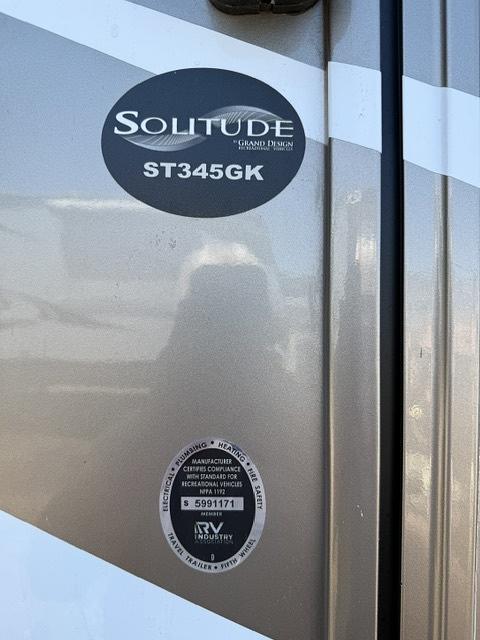 SOLITUDE
BY GRAND DESIGN
RECREATIONAL VEHICLES
ST345GK
ELECTRICAL • PLUMBING • HEATING • FIRE SAFETY
MANUFACTURER
CERTIFIES COMPLIANCE
WITH STANDARD FOR
RECREATIONAL VEHICLES
NFPA 1192
S 5991171
MEMBER
RV
INDUSTRY
ASSOCIATION
D
TRAVEL TRAILER • FIFTH WHEEL